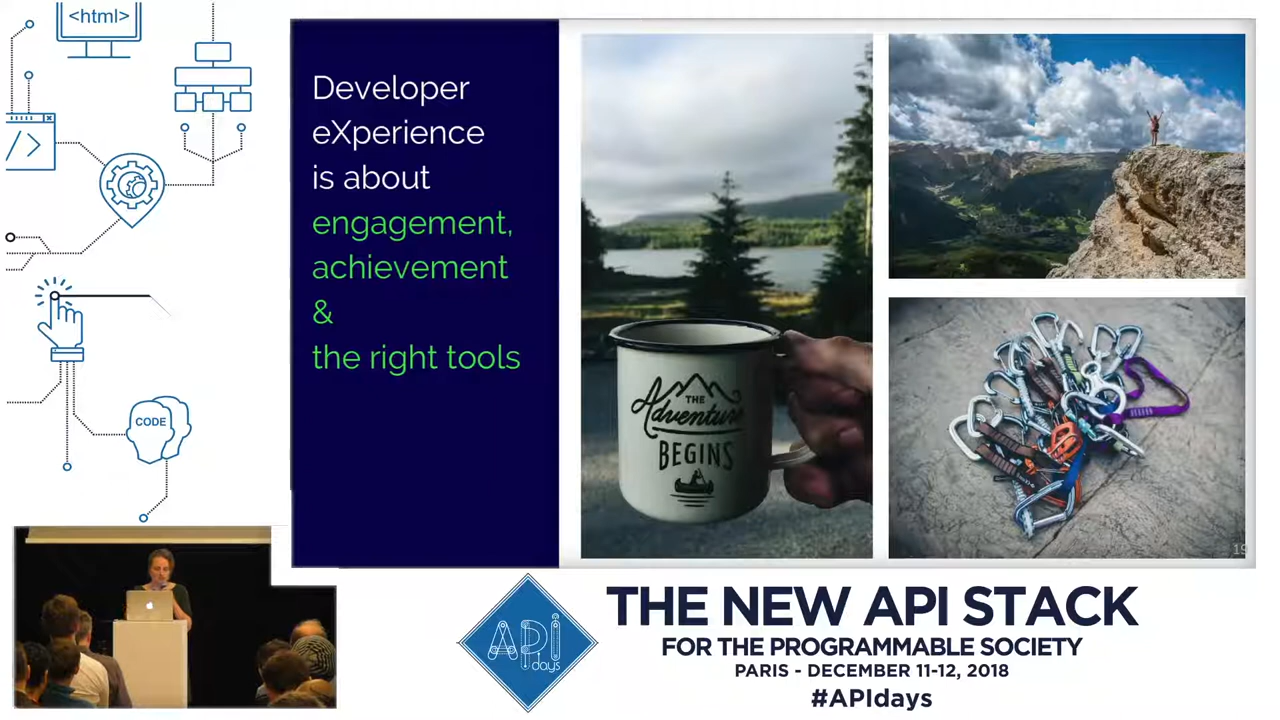 <html>
</>
CODE
Developer
eXperience
is about
engagement,
achievement
&
the right tools
THE
Adventure
BEGINS
19
API
days
THE NEW API STACK
FOR THE PROGRAMMABLE SOCIETY
PARIS - DECEMBER 11-12, 2018
#APIdays